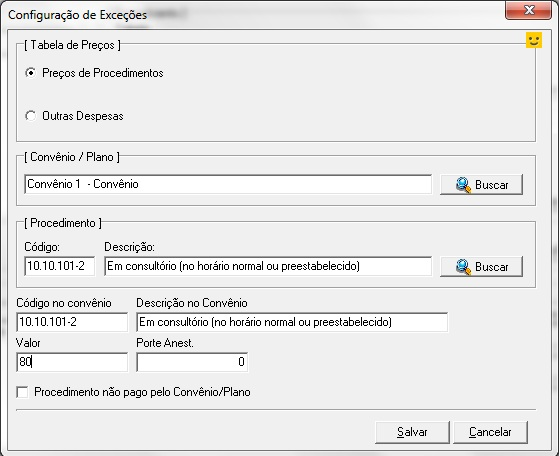 Configuração de Exceções
[ Tabela de Preços ]
Preços de Procedimentos
Outras Despesas
[ Convênio / Plano ]
Convênio 1 - Convênio
Buscar
[ Procedimento ]
Código: Descrição:
10.10.101-2 Em consultório (no horário normal ou preestabelecido) Buscar
Código no convênio Descrição no Convênio
10.10.101-2 Em consultório (no horário normal ou preestabelecido)
Valor Porte Anest.
80 0
Procedimento não pago pelo Convênio/Plano
Salvar Cancelar